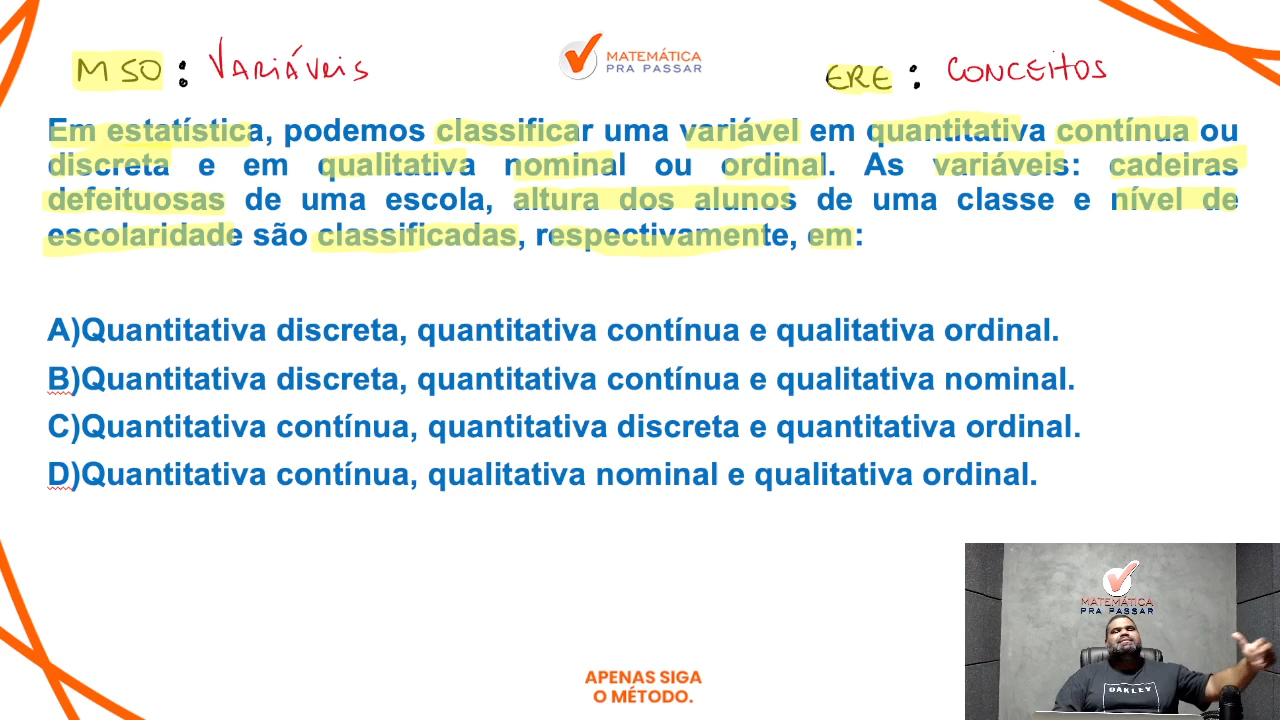 MSO : VARIÁVEIS
MATEMÁTICA
PRA PASSAR
ERE : CONCEITOS
Em estatística, podemos classificar uma variável em quantitativa contínua ou
discreta e em qualitativa nominal ou ordinal. As variáveis: cadeiras
defeituosas de uma escola, altura dos alunos de uma classe e nível de
escolaridade são classificadas, respectivamente, em:
A)Quantitativa discreta, quantitativa contínua e qualitativa ordinal.
B)Quantitativa discreta, quantitativa contínua e qualitativa nominal.
C)Quantitativa contínua, quantitativa discreta e quantitativa ordinal.
D)Quantitativa contínua, qualitativa nominal e qualitativa ordinal.
MATEMÁTICA
PRA PASSAR
OAKLEY
APENAS SIGA
O MÉTODO.